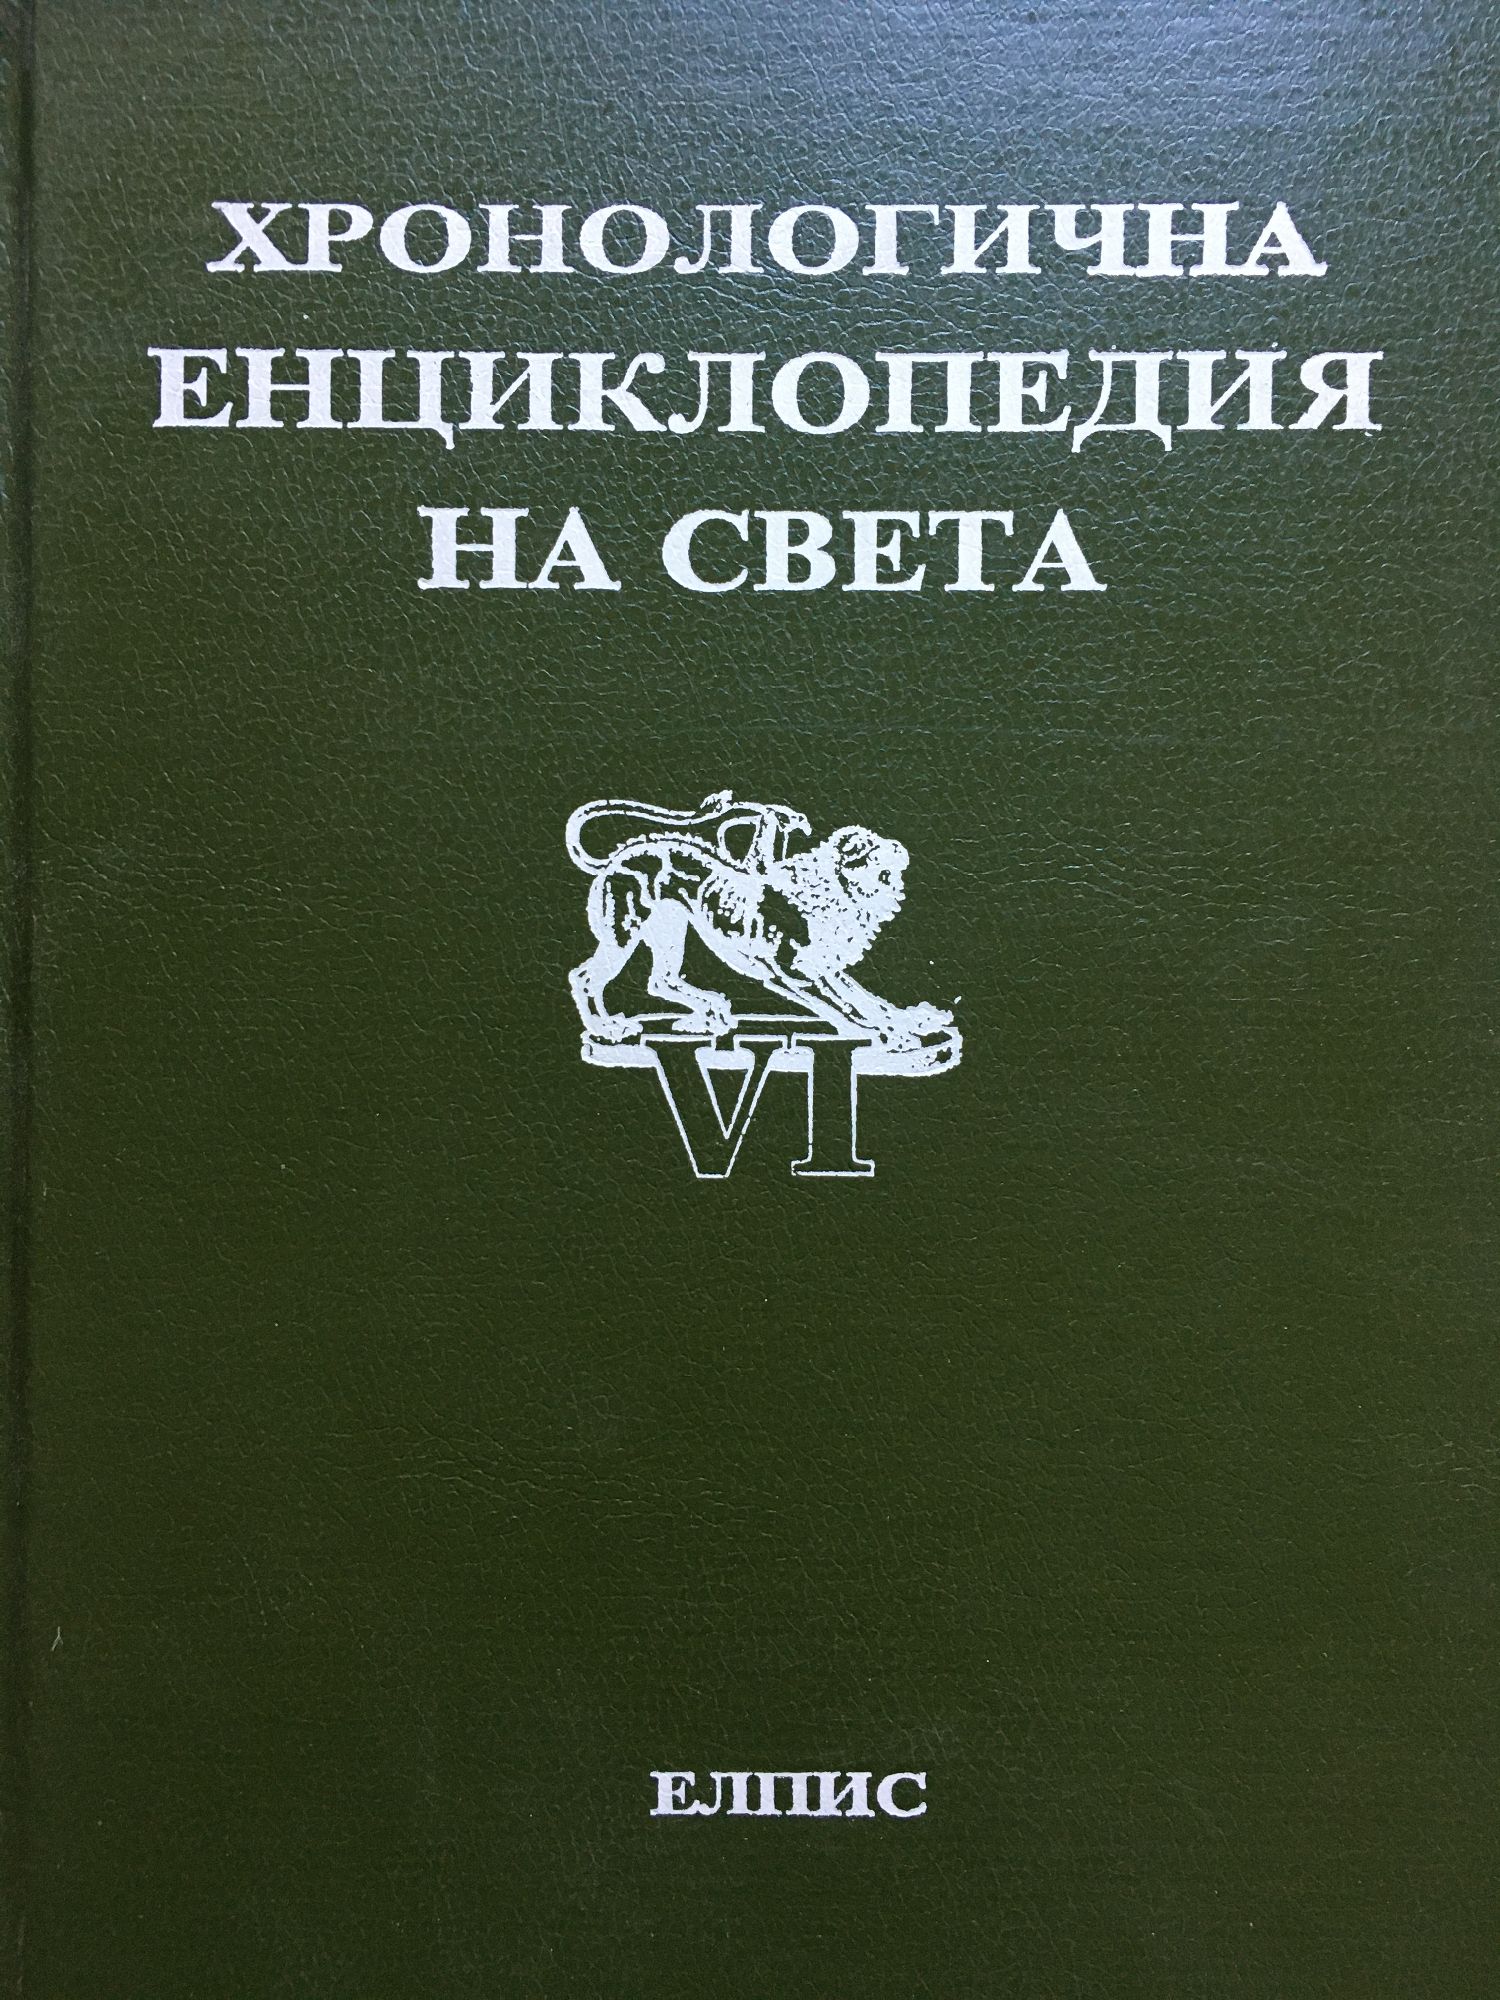 ХРОНОЛОГИЧНА
ЕНЦИКЛОПЕДИЯ
НА СВЕТА
VI
ЕЛПИС